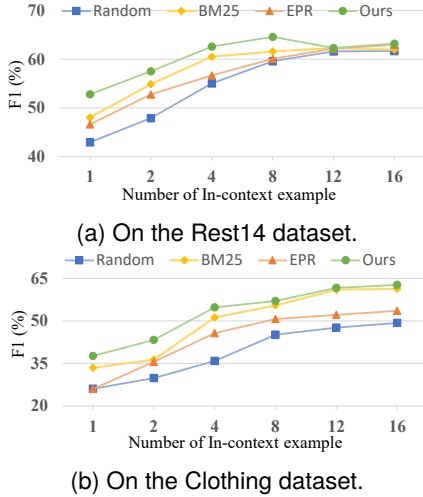 70
Random BM25 EPR Ours
60
50
40
F1 (%)
1 2 4 8 12 16
Number of In-context example
(a) On the Rest14 dataset.
Random BM25 EPR Ours
65
50
35
20
F1 (%)
1 2 4 8 12 16
Number of In-context example
(b) On the Clothing dataset.